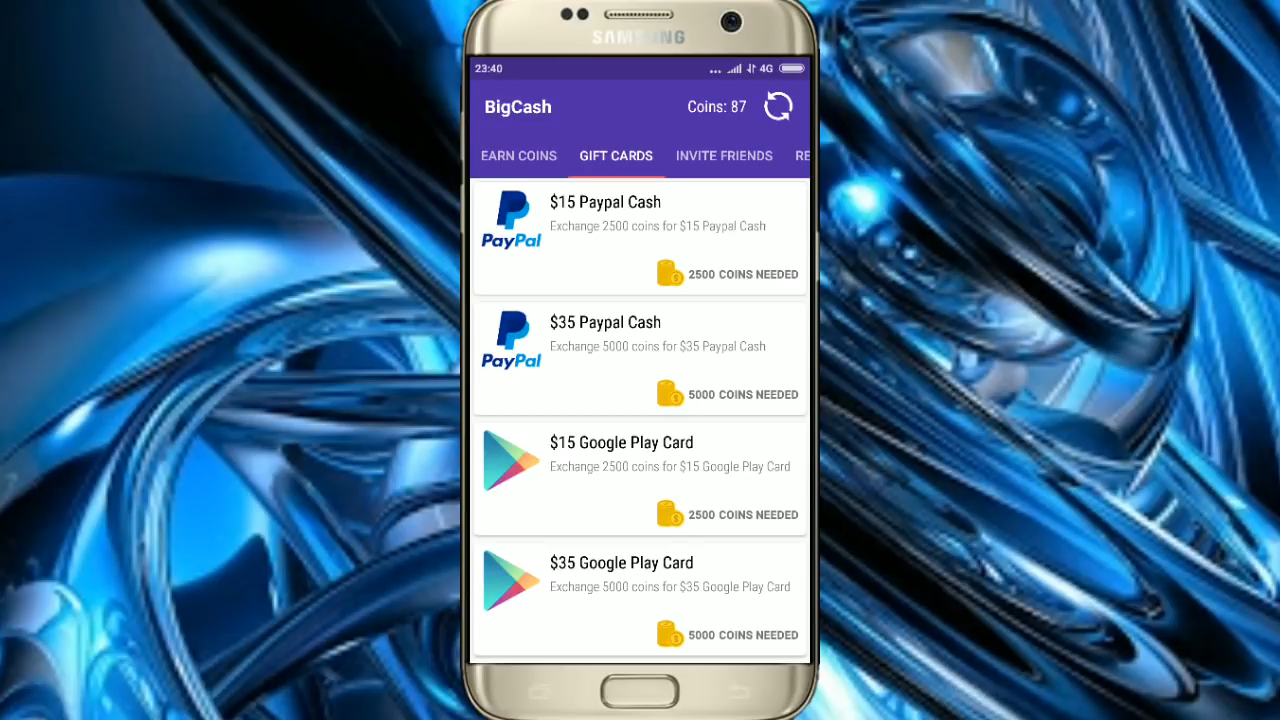 SAMSUNG
23:40 4G
BigCash Coins: 87
EARN COINS GIFT CARDS INVITE FRIENDS RE
PayPal
$15 Paypal Cash
Exchange 2500 coins for $15 Paypal Cash
2500 COINS NEEDED
PayPal
$35 Paypal Cash
Exchange 5000 coins for $35 Paypal Cash
5000 COINS NEEDED
$15 Google Play Card
Exchange 2500 coins for $15 Google Play Card
2500 COINS NEEDED
$35 Google Play Card
Exchange 5000 coins for $35 Google Play Card
5000 COINS NEEDED